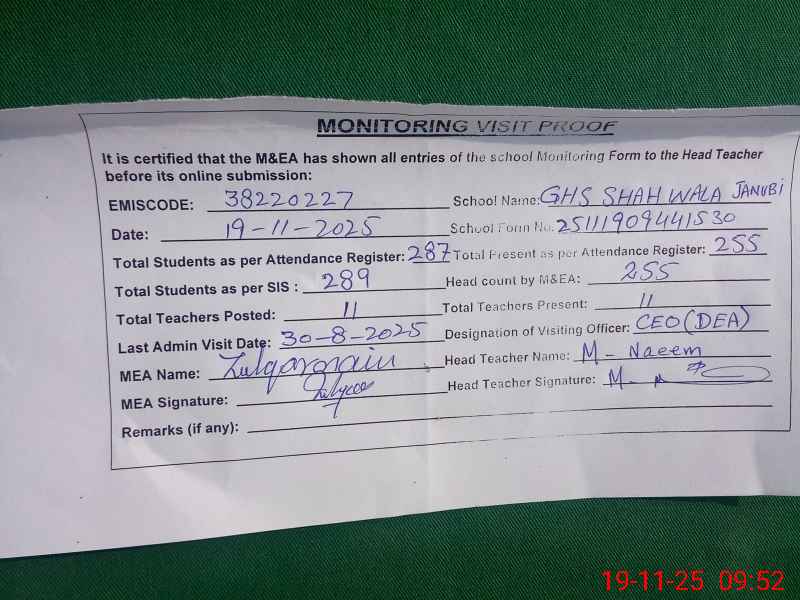 MONITORING VISIT PROOF
It is certified that the M&EA has shown all entries of the school Monitoring Form to the Head Teacher
before its online submission:
EMISCODE: 38220227 School Name: GHS SHAH WALA JANUBI
Date: 19-11-2025 School Form No. 25111909441530
Total Students as per Attendance Register: 287 Total Present as per Attendance Register: 255
Total Students as per SIS : 289 Head count by M&EA: 255
Total Teachers Posted: 11 Total Teachers Present: 11
Last Admin Visit Date: 30-8-2025 Designation of Visiting Officer: CEO (DEA)
MEA Name: Zulqarnain Head Teacher Name: M - Naeem
MEA Signature: Head Teacher Signature: M-
Remarks (if any):
19-11-25 09:52